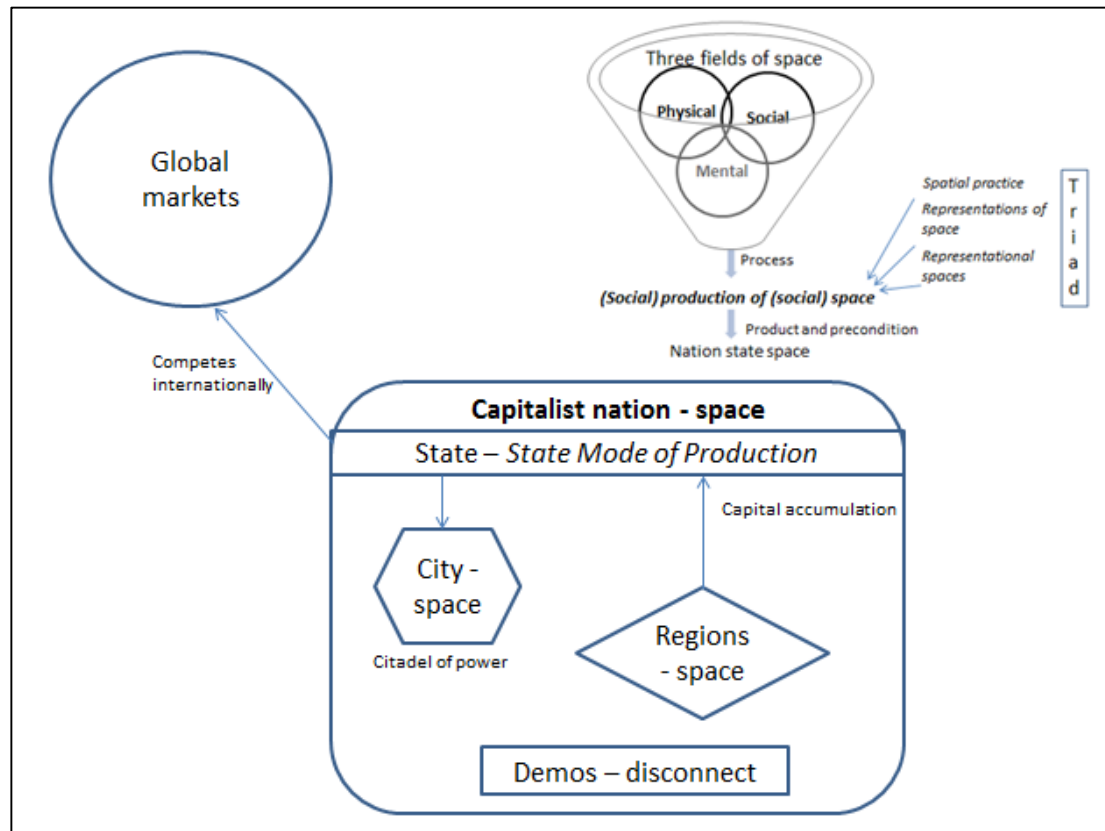 Global
markets
Three fields of space
Physical
Social
Mental
Process
(Social) production of (social) space
Product and precondition
Nation state space
Spatial practice
Representations of
space
Representational
spaces
Triad
Competes
internationally
Capitalist nation - space
State – State Mode of Production
Capital accumulation
City -
space
Citadel of power
Regions
- space
Demos – disconnect